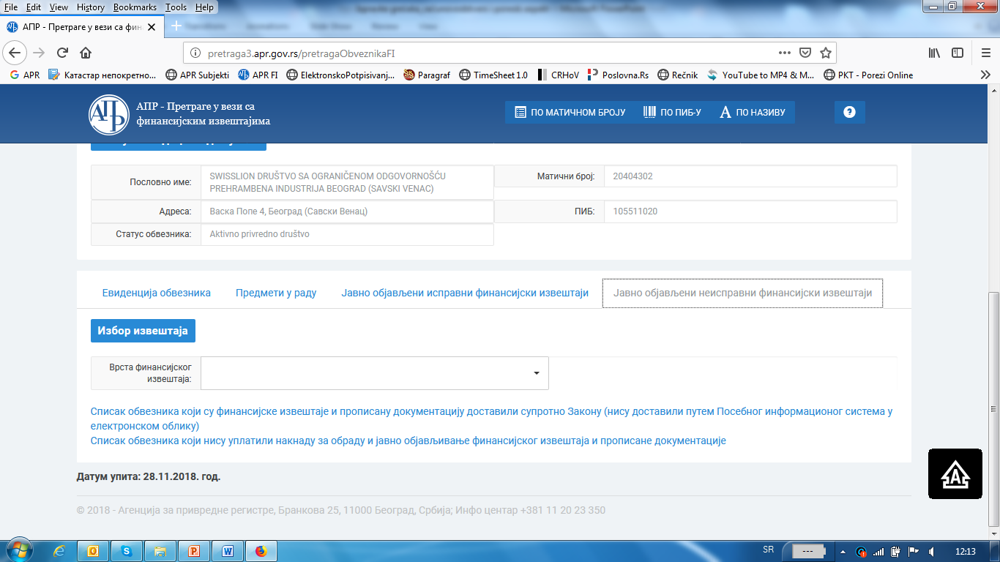 File Edit View History Bookmarks Tools Help
АПР - Претраге у вези са фин
pretraga3.apr.gov.rs/pretragaObveznikaFI
APR Катастар непокретно... APR Subjekti APR FI ElektronskoPotpisivanj... Paragraf TimeSheet 1.0 CRHoV Poslovna.Rs Rečnik YouTube to MP4 & M... PKT - Porezi Online
АПР - Претраге у вези са
финансијским извештајима
ПО МАТИЧНОМ БРОЈУ ПО ПИБ-У ПО НАЗИВУ
Пословно име: SWISSLION DRUŠTVO SA OGRANIČENOM ODGOVORNOŠĆU
PREHRAMBENA INDUSTRIJA BEOGRAD (SAVSKI VENAC)
Матични број: 20404302
Адреса: Васка Попе 4, Београд (Савски Венац)
ПИБ: 105511020
Статус обвезника: Aktivno privredno društvo
Евиденција обвезника Предмети у раду Јавно објављени исправни финансијски извештаји Јавно објављени неисправни финансијски извештаји
Избор извештаја
Врста финансијског
извештаја:
Списак обвезника који су финансијске извештаје и прописану документацију доставили супротно Закону (нису доставили путем Посебног информационог система у
електронском облику)
Списак обвезника који нису уплатили накнаду за обраду и јавно објављивање финансијског извештаја и прописане документације
Датум упита: 28.11.2018. год.
© 2018 - Агенција за привредне регистре, Бранкова 25, 11000 Београд, Србија; Инфо центар +381 11 20 23 350
SR
---
12:13